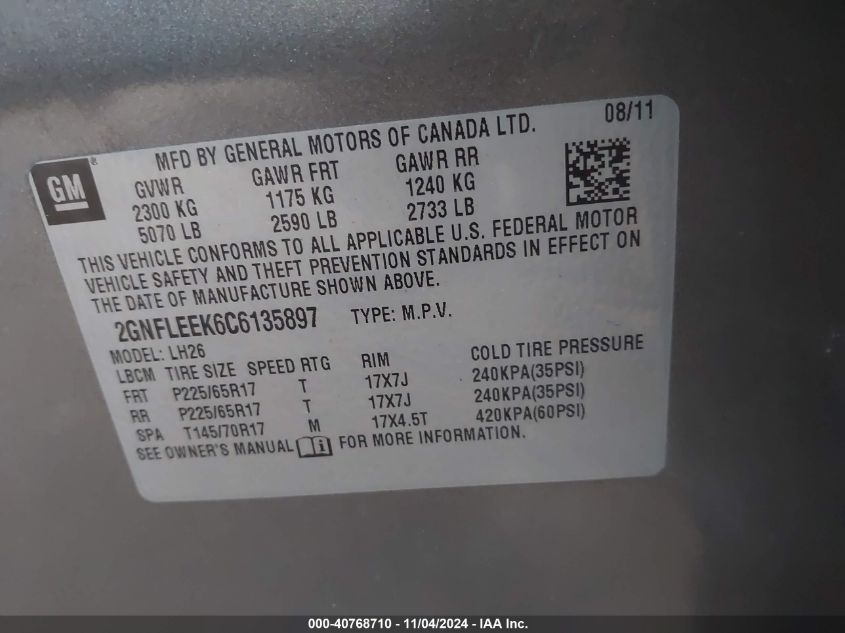 GM
MFD BY GENERAL MOTORS OF CANADA LTD. 08/11
GVWR GAWR FRT GAWR RR
2300 KG 1175 KG 1240 KG
5070 LB 2590 LB 2733 LB
THIS VEHICLE CONFORMS TO ALL APPLICABLE U.S. FEDERAL MOTOR
VEHICLE SAFETY AND THEFT PREVENTION STANDARDS IN EFFECT ON
THE DATE OF MANUFACTURE SHOWN ABOVE.
2GNFLEEK6C6135897 TYPE: M.P.V.
MODEL: LH26
LBCM TIRE SIZE SPEED RTG RIM COLD TIRE PRESSURE
FRT P225/65R17 T 17X7J 240KPA(35PSI)
RR P225/65R17 T 17X7J 240KPA(35PSI)
SPA T145/70R17 M 17X4.5T 420KPA(60PSI)
SEE OWNER'S MANUAL FOR MORE INFORMATION.
000-40768710 - 11/04/2024 - IAA Inc.